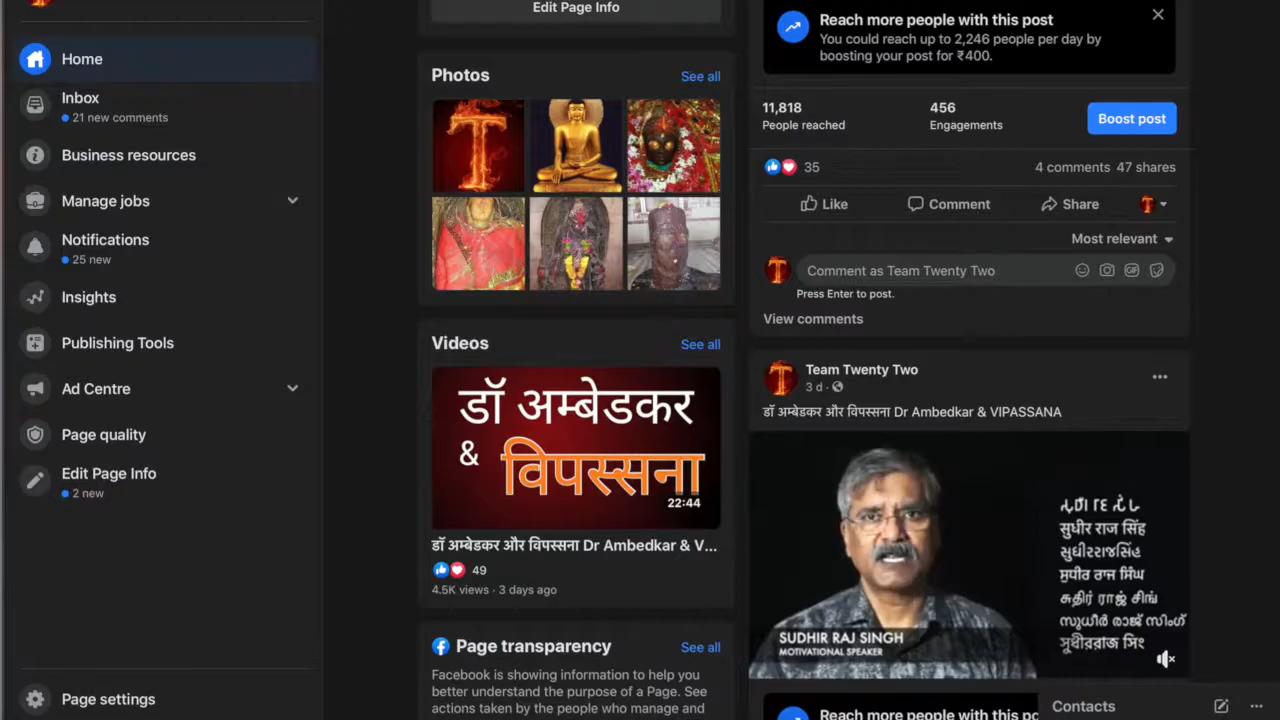 Home
Inbox
21 new comments
Business resources
Manage jobs
Notifications
25 new
Insights
Publishing Tools
Ad Centre
Page quality
Edit Page Info
2 new
Page settings
Edit Page Info
Photos
See all
T
Videos
See all
डॉ अम्बेडकर
&
विपस्सना
22:44
डॉ अम्बेडकर और विपस्सना Dr Ambedkar & V...
49
4.5K views · 3 days ago
Page transparency
See all
Facebook is showing information to help you
better understand the purpose of a Page. See
actions taken by the people who manage and
Reach more people with this post
You could reach up to 2,246 people per day by
boosting your post for ₹400.
11,818
People reached
456
Engagements
Boost post
35
4 comments 47 shares
Like
Comment
Share
Most relevant
Comment as Team Twenty Two
GIF
Press Enter to post.
View comments
Team Twenty Two
3 d ·
डॉ अम्बेडकर और विपस्सना Dr Ambedkar & VIPASSANA
सुधीर राज सिंह
સુધીરરાજસિંહ
ਸੁਧੀਰ ਰਾਜ ਸਿੰਘ
சுதிர் ராஜ் சிங்
സുധീർ രാജ് സിംഗ്
SUDHIR RAJ SINGH
MOTIVATIONAL SPEAKER
Reach more people with this po
Contacts